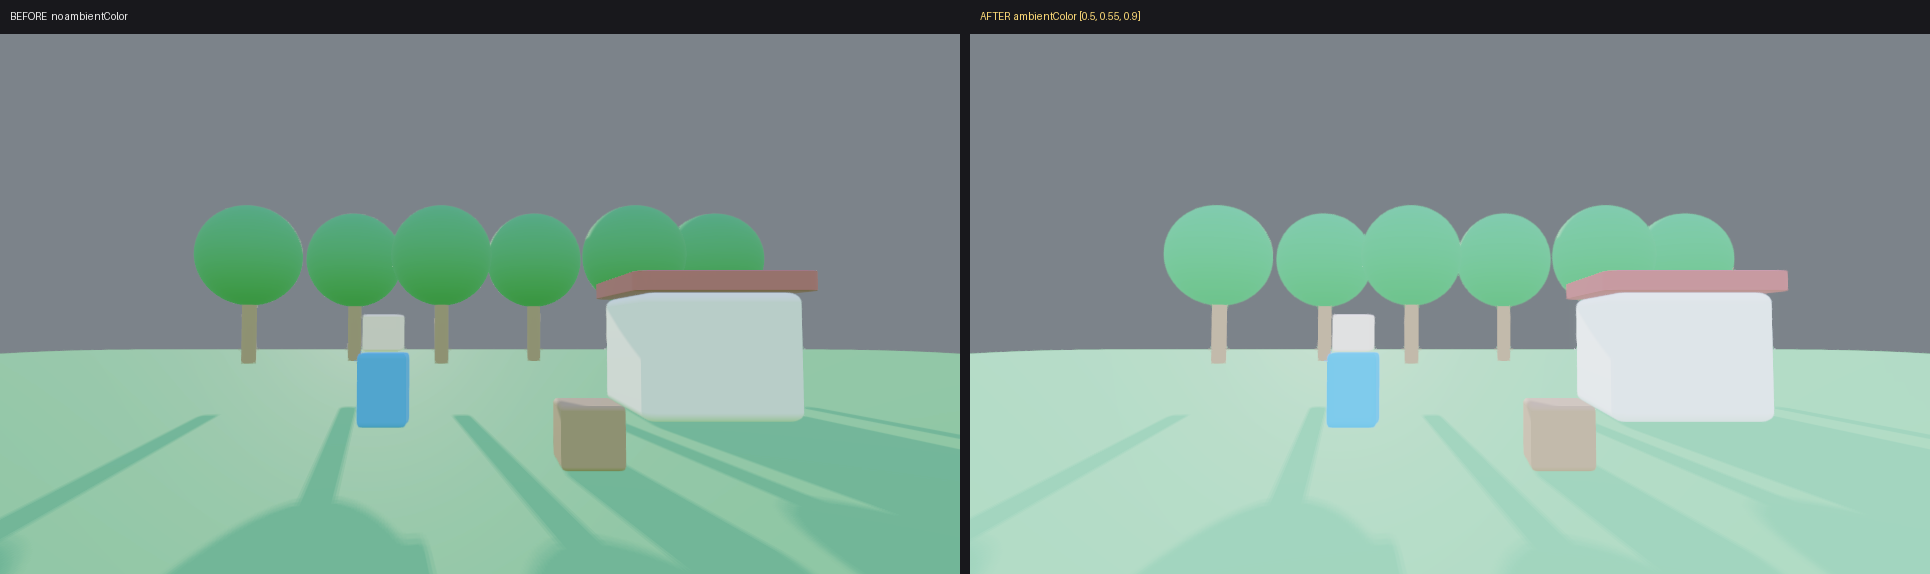 BEFORE no ambientColor
AFTER ambientColor [0.5, 0.55, 0.9]